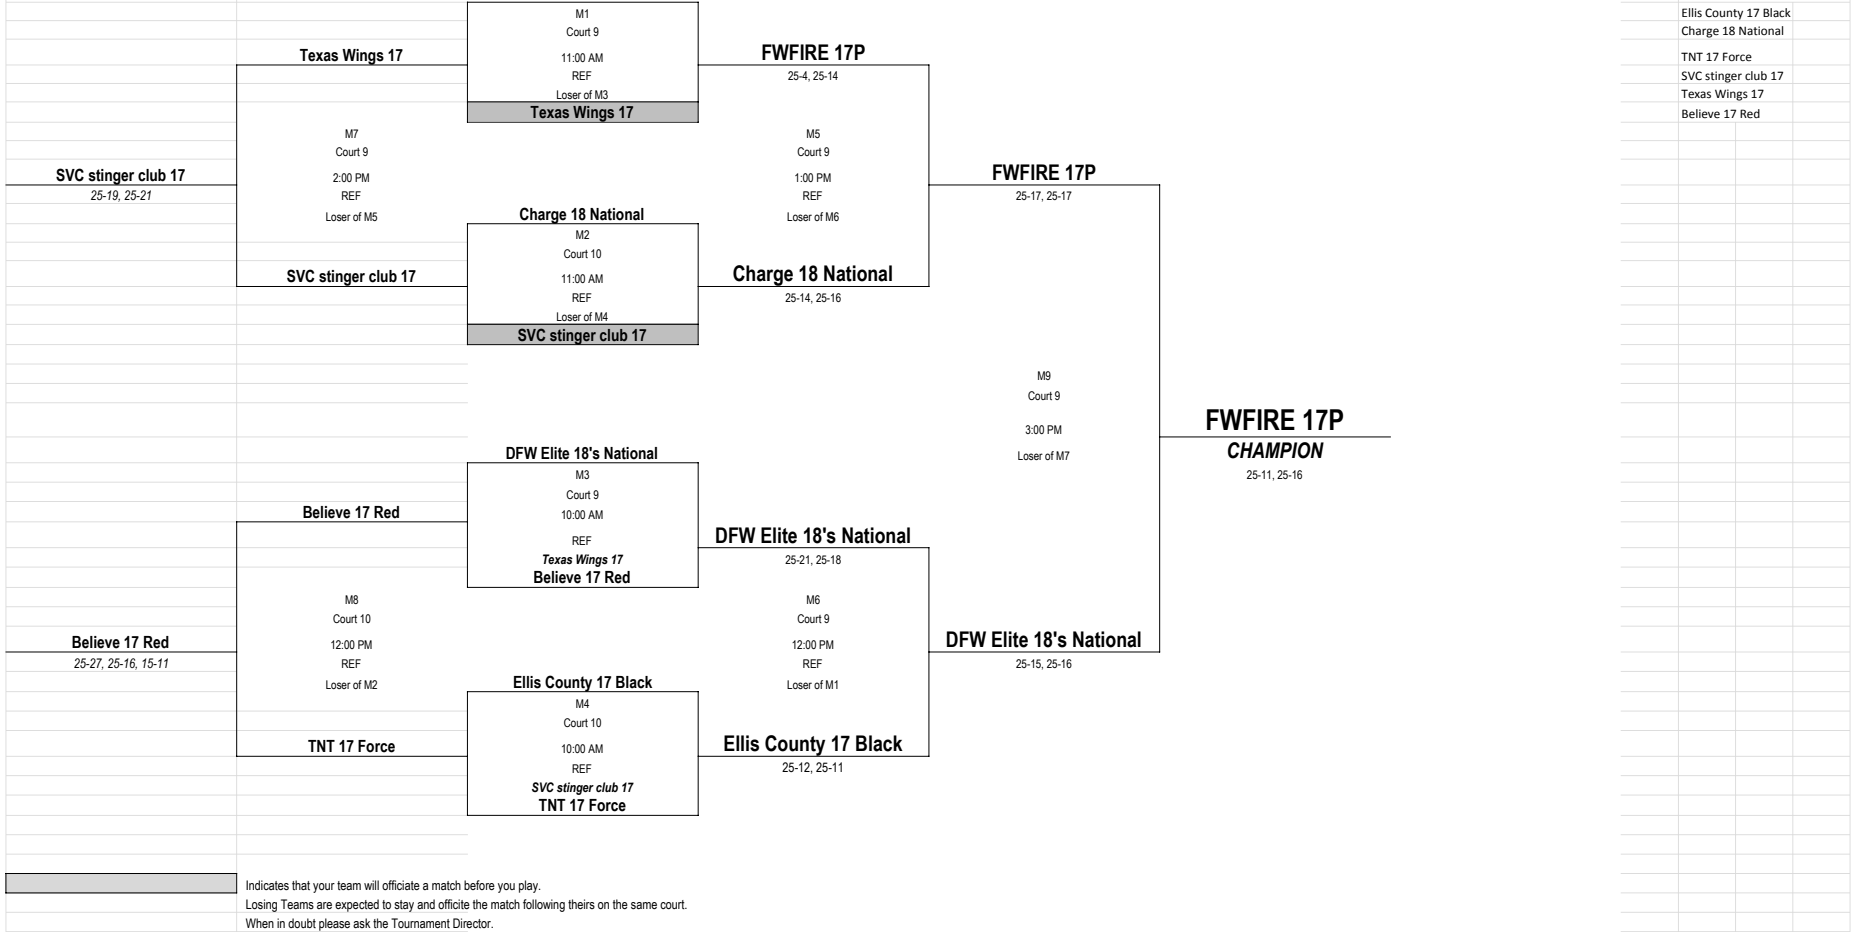 M1
Court 9
11:00 AM
REF
Loser of M3
Texas Wings 17
Texas Wings 17
M7
Court 9
2:00 PM
REF
Loser of M5
SVC stinger club 17
25-19, 25-21
Charge 18 National
M2
Court 10
11:00 AM
REF
Loser of M4
SVC stinger club 17
SVC stinger club 17
FWFIRE 17P
25-4, 25-14
M5
Court 9
1:00 PM
REF
Loser of M6
Charge 18 National
25-14, 25-16
FWFIRE 17P
25-17, 25-17
M9
Court 9
3:00 PM
Loser of M7
FWFIRE 17P
CHAMPION
25-11, 25-16
DFW Elite 18's National
M3
Court 9
10:00 AM
REF
Texas Wings 17
Believe 17 Red
Believe 17 Red
M8
Court 10
12:00 PM
REF
Loser of M2
Believe 17 Red
25-27, 25-16, 15-11
Ellis County 17 Black
M4
Court 10
10:00 AM
REF
SVC stinger club 17
TNT 17 Force
TNT 17 Force
DFW Elite 18's National
25-21, 25-18
M6
Court 9
12:00 PM
REF
Loser of M1
Ellis County 17 Black
25-12, 25-11
DFW Elite 18's National
25-15, 25-16
Ellis County 17 Black
Charge 18 National
TNT 17 Force
SVC stinger club 17
Texas Wings 17
Believe 17 Red
Indicates that your team will officiate a match before you play.
Losing Teams are expected to stay and officite the match following theirs on the same court.
When in doubt please ask the Tournament Director.